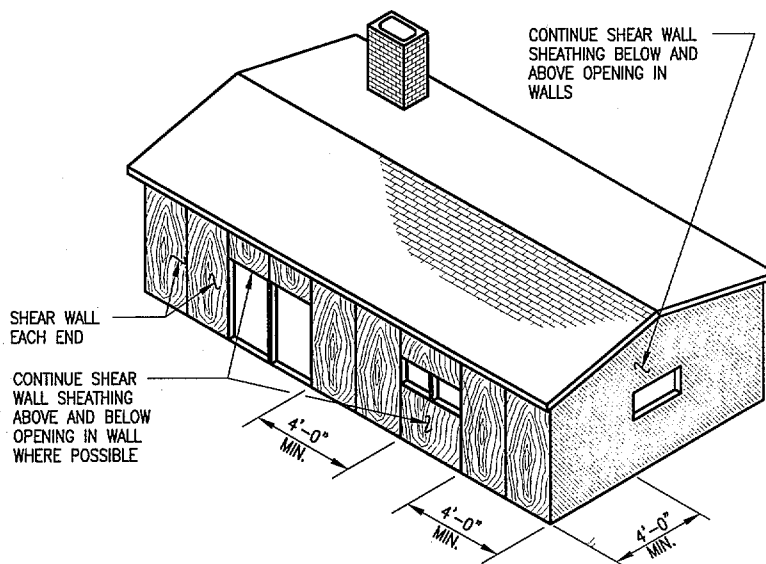 CONTINUE SHEAR WALL
SHEATHING BELOW AND
ABOVE OPENING IN
WALLS
SHEAR WALL
EACH END
CONTINUE SHEAR
WALL SHEATHING
ABOVE AND BELOW
OPENING IN WALL
WHERE POSSIBLE
4'-0"
MIN.
4'-0"
MIN.
4'-0"
MIN.